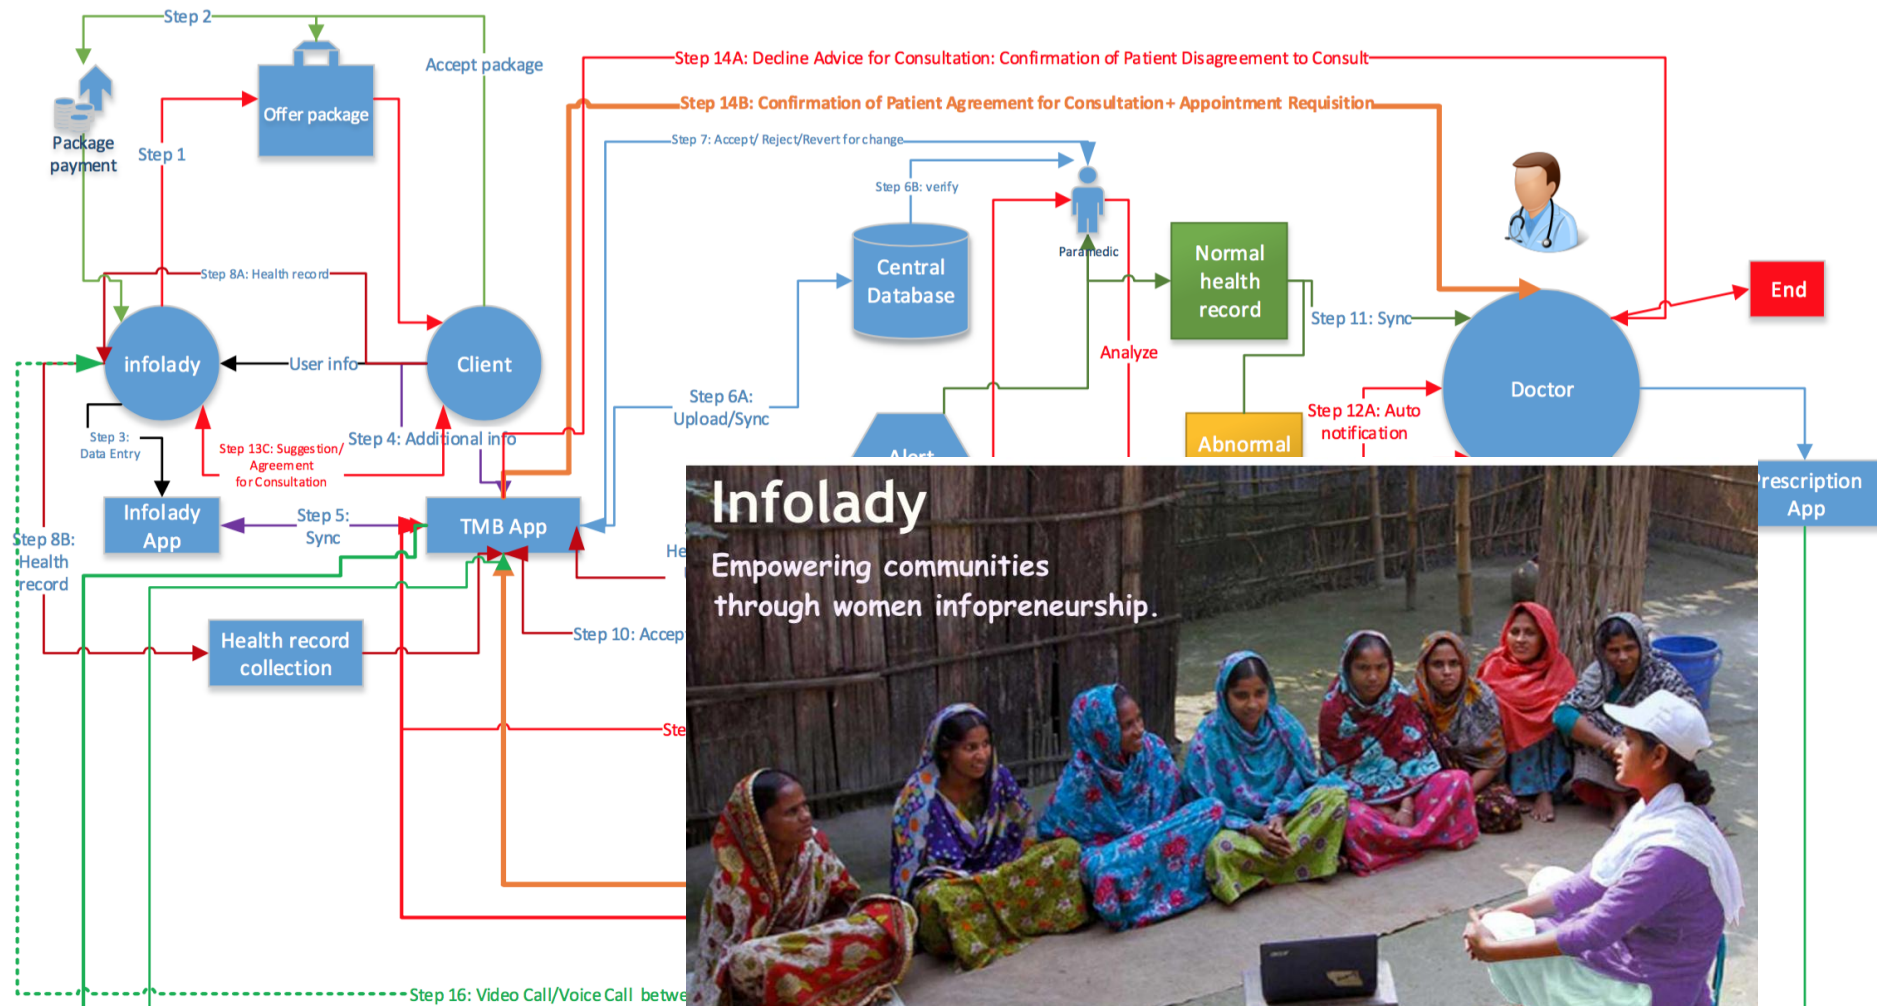 Step 2
Accept package
Step 14A: Decline Advice for Consultation: Confirmation of Patient Disagreement to Consult
Offer package
Step 14B: Confirmation of Patient Agreement for Consultation + Appointment Requisition
Package
payment
Step 1
Step 7: Accept/ Reject/Revert for change
Step 6B: verify
Paramedic
Central
Database
Normal
health
record
Step 8A: Health record
End
Step 11: Sync
infolady
User info
Client
Analyze
Doctor
Step 6A:
Upload/Sync
Step 12A: Auto
notification
Step 3:
Data Entry
Step 13C: Suggestion/
Agreement
for Consultation
Step 4: Additional info
Alert
Abnormal
Infolady
App
Step 5:
Sync
TMB App
Prescription
App
Step 8B:
Health
record
He
Health record
collection
Step 10: Accep
Ste
Step 16: Video Call/Voice Call betwe
Infolady
Empowering communities
through women infopreneurship.
acer